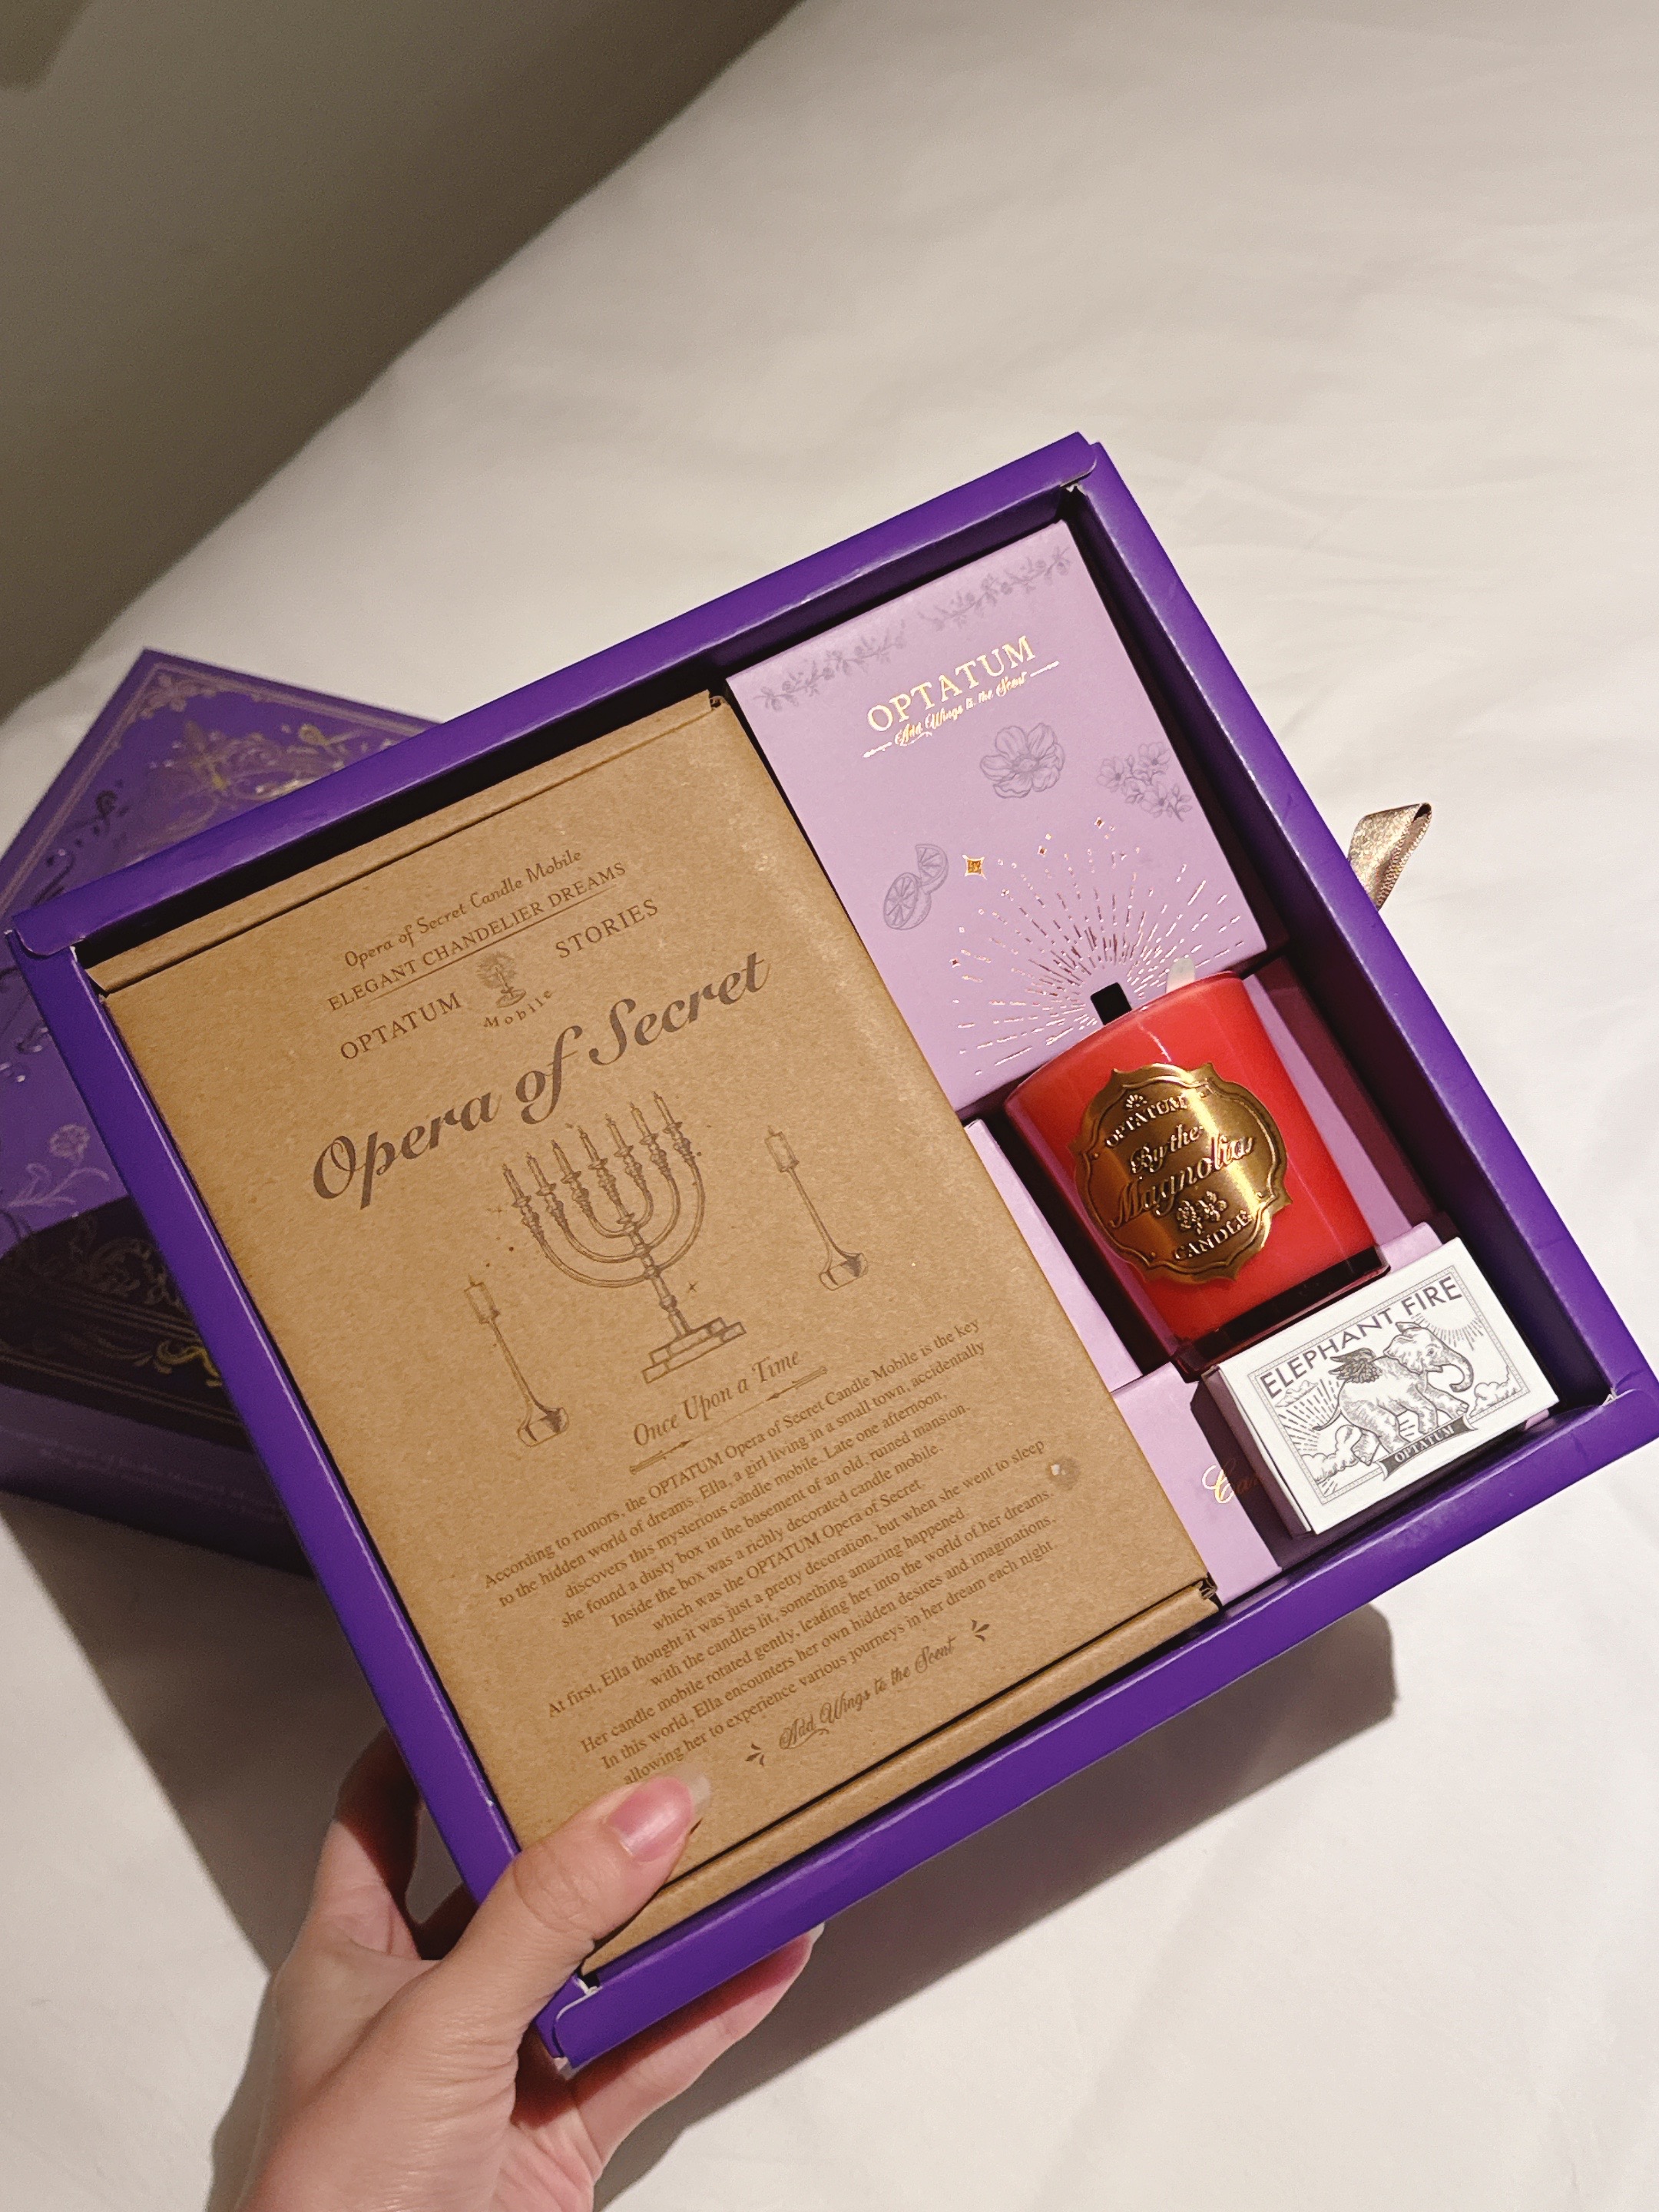 Opera of Secret Candle Mobile
ELEGANT CHANDELIER DREAMS
OPTATUM STORIES
Mobile
Opera of Secret
Once Upon a Time
According to rumors, the OPTATUM Opera of Secret Candle Mobile is the key
to the hidden world of dreams. Ella, a girl living in a small town, accidentally
discovers this mysterious candle mobile. Late one afternoon,
she found a dusty box in the basement of an old, ruined mansion.
Inside the box was a richly decorated candle mobile.
which was the OPTATUM Opera of Secret.
At first, Ella thought it was just a pretty decoration, but when she went to sleep
with the candles lit, something amazing happened.
Her candle mobile rotated gently, leading her into the world of her dreams.
In this world, Ella encounters her own hidden desires and imaginations,
allowing her to experience various journeys in her dream each night.
Add Wings to the Scent
OPTATUM
Add Wings to the Scent
OPTATUM
By the
Magnolia
CANDLE
ELEPHANT FIRE
OPTATUM